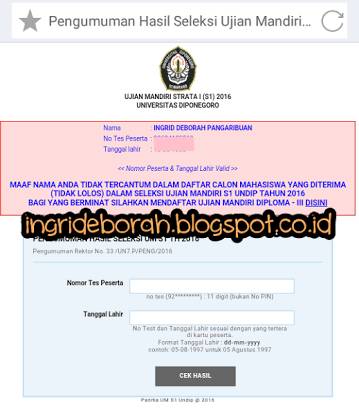 Pengumuman Hasil Seleksi Ujian Mandiri...
UJIAN MANDIRI STRATA I (S1) 2016
UNIVERSITAS DIPONEGORO
Nama : INGRID DEBORAH PANGARIBUAN
No Tes Peserta :
Tanggal lahir :
<< Nomor Peserta & Tanggal Lahir Valid >>
MAAF NAMA ANDA TIDAK TERCANTUM DALAM DAFTAR CALON MAHASISWA YANG DITERIMA
(TIDAK LOLOS) DALAM SELEKSI UJIAN MANDIRI S1 UNDIP TAHUN 2016
BAGI YANG BERMINAT SILAHKAN MENDAFTAR UJIAN MANDIRI DIPLOMA - III DISINI
ingrideborah.blogspot.co.id
PENGUMUMAN HASIL SELEKSI UM S1 TH 2016
Pengumuman Rektor No. 33 /UN7.P/PENG/2016
Nomor Tes Peserta
no tes (92*********) : 11 digit (bukan No PIN)
Tanggal Lahir
No Test dan Tanggal Lahir sesuai dengan yang tertera
di kartu peserta.
Format Tanggal Lahir : dd-mm-yyyy
contoh: 05-08-1997 untuk 05 Agustus 1997
CEK HASIL
Panitia UM S1 Undip @ 2016